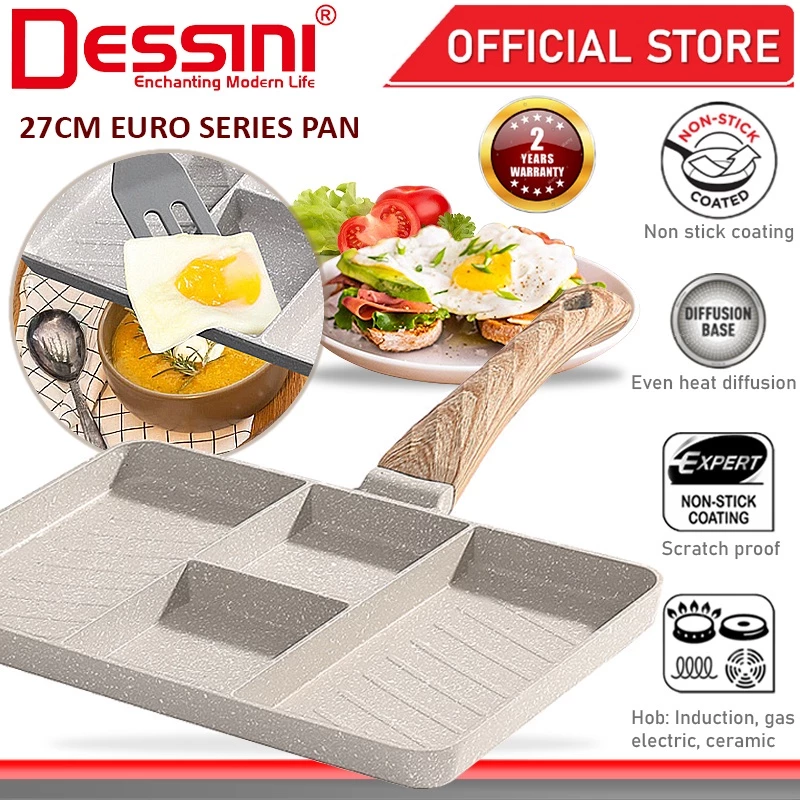 DESSINI®
Enchanting Modern Life
OFFICIAL STORE
27CM EURO SERIES PAN
2
YEARS
WARRANTY
NON-STICK
COATED
Non stick coating
DIFFUSION
BASE
Even heat diffusion
EXPERT
NON-STICK
COATING
Scratch proof
Hob: Induction, gas
electric, ceramic